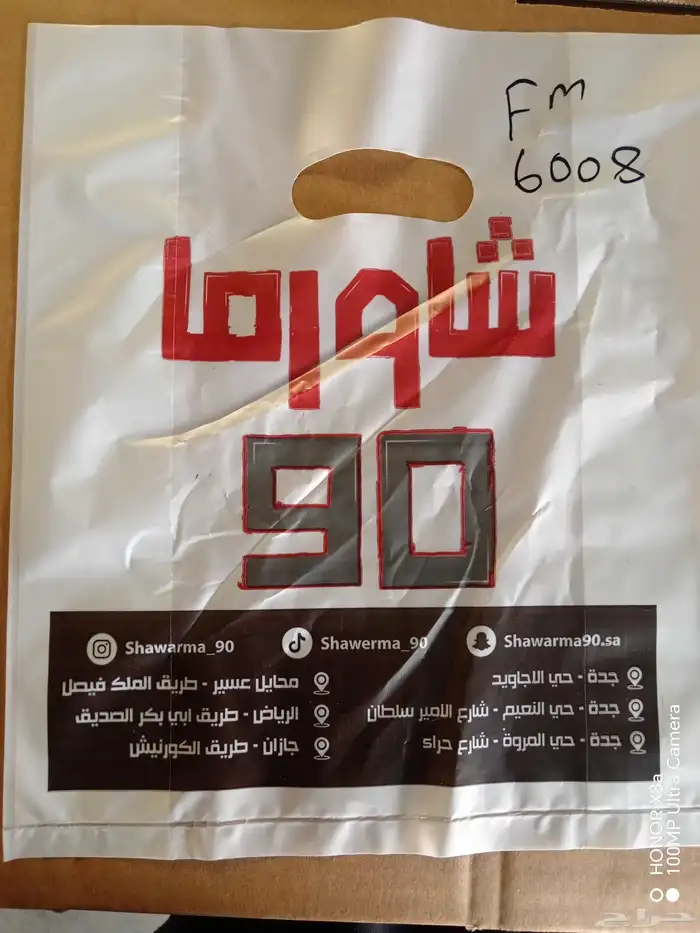 Fm
6008
شاورما
90
Shawarma_90
Shawerma_90
Shawarma90.sa
جدة - حي الاجاويد
جدة - حي النعيم - شارع الامير سلطان
جدة - حي المروة - شارع حراء
محايل عسير - طريق الملك فيصل
الرياض - طريق ابي بكر الصديق
جازان - طريق الكورنيش
HONOR X8a
100MP Ultra Camera
حراج